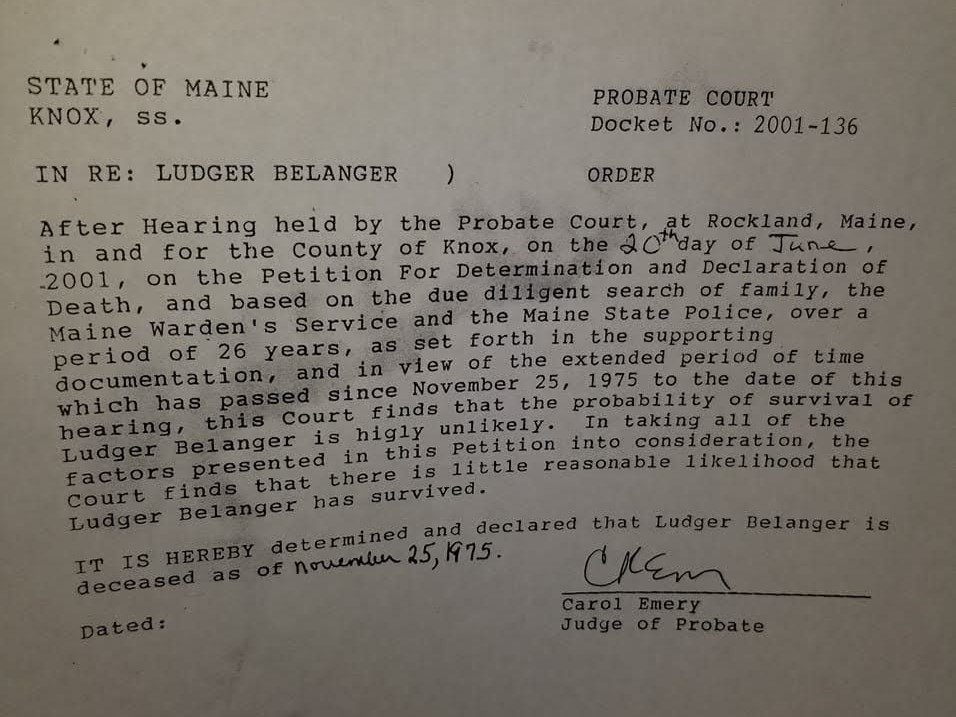 STATE OF MAINE
KNOX, ss.
PROBATE COURT
Docket No.: 2001-136
IN RE: LUDGER BELANGER )
ORDER
After Hearing held by the Probate Court, at Rockland, Maine,
in and for the County of Knox, on the 20th day of June,
2001, on the Petition For Determination and Declaration of
Death, and based on the due diligent search of family, the
Maine Warden's Service and the Maine State Police, over a
period of 26 years, as set forth in the supporting
documentation, and in view of the extended period of time
which has passed since November 25, 1975 to the date of this
hearing, this Court finds that the probability of survival of
Ludger Belanger is higly unlikely. In taking all of the
factors presented in this Petition into consideration, the
Court finds that there is little reasonable likelihood that
Ludger Belanger has survived.
IT IS HEREBY determined and declared that Ludger Belanger is
deceased as of November 25, 1975.
CREm
Carol Emery
Judge of Probate
Dated: